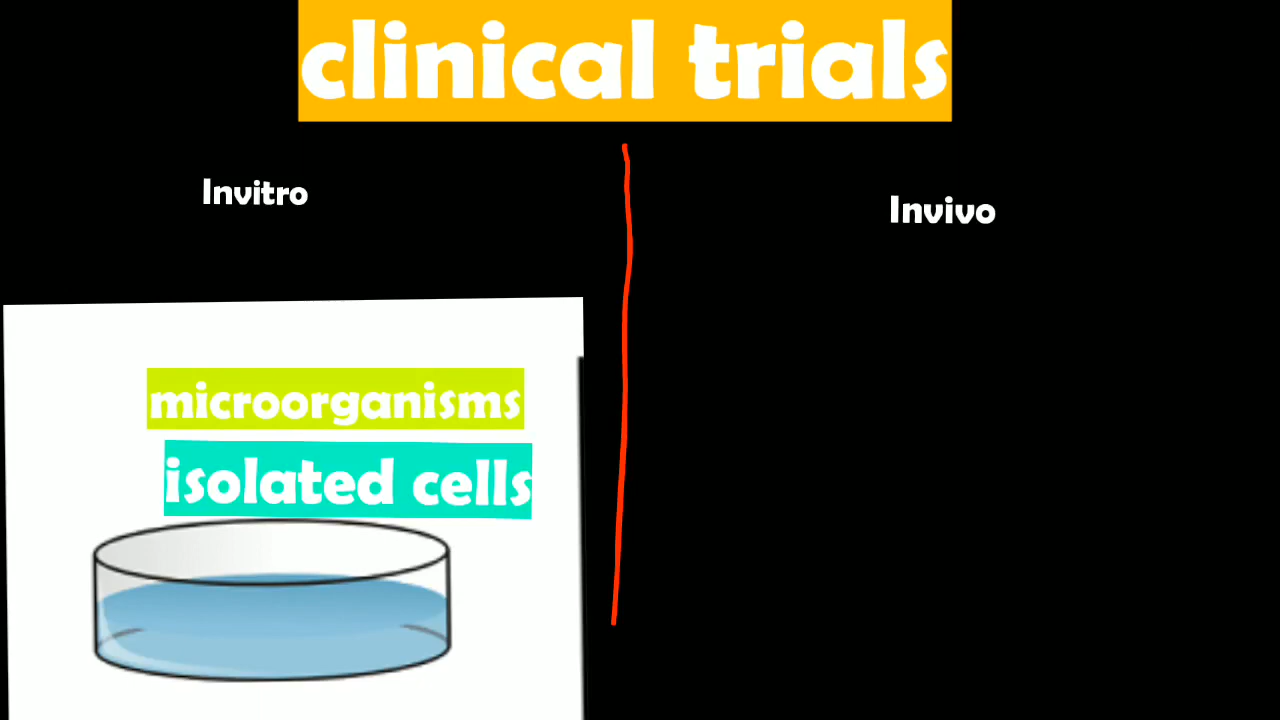 clinical trials
Invitro
Invivo
microorganisms
isolated cells